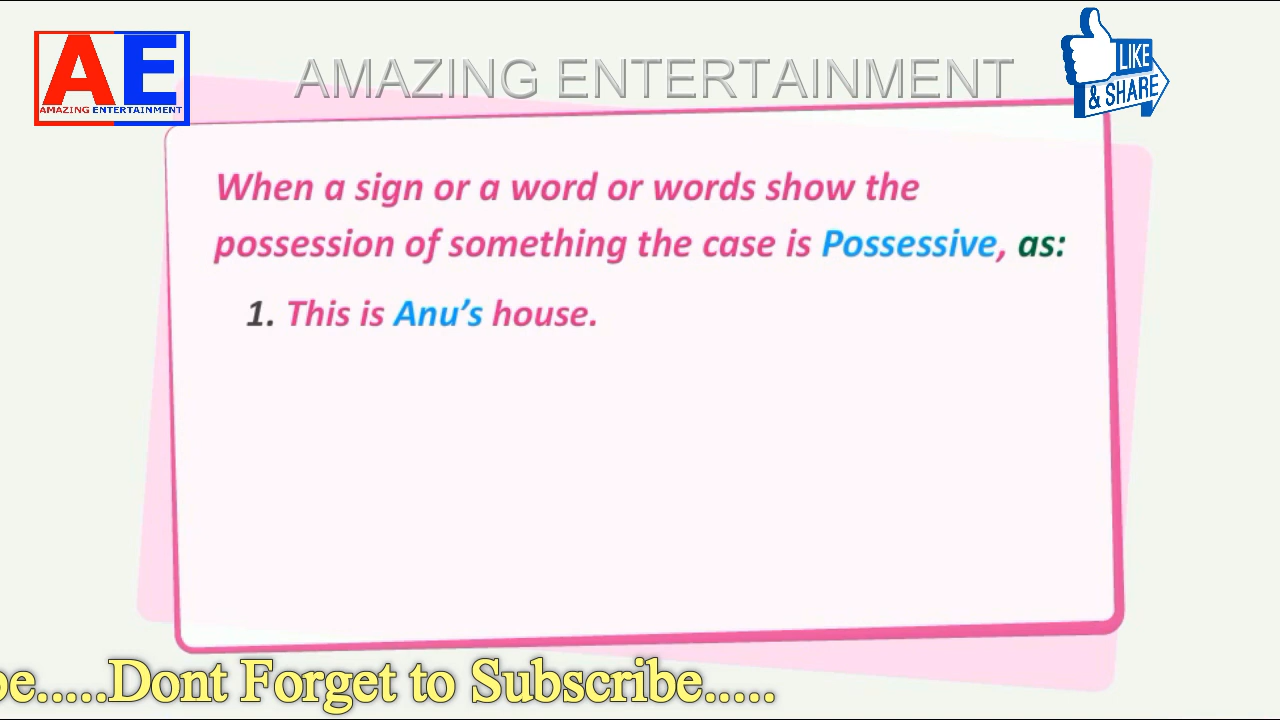 AE
AMAZING ENTERTAINMENT
AMAZING ENTERTAINMENT
LIKE
& SHARE
When a sign or a word or words show the
possession of something the case is Possessive, as:
1. This is Anu’s house.
be.....Dont Forget to Subscribe.....